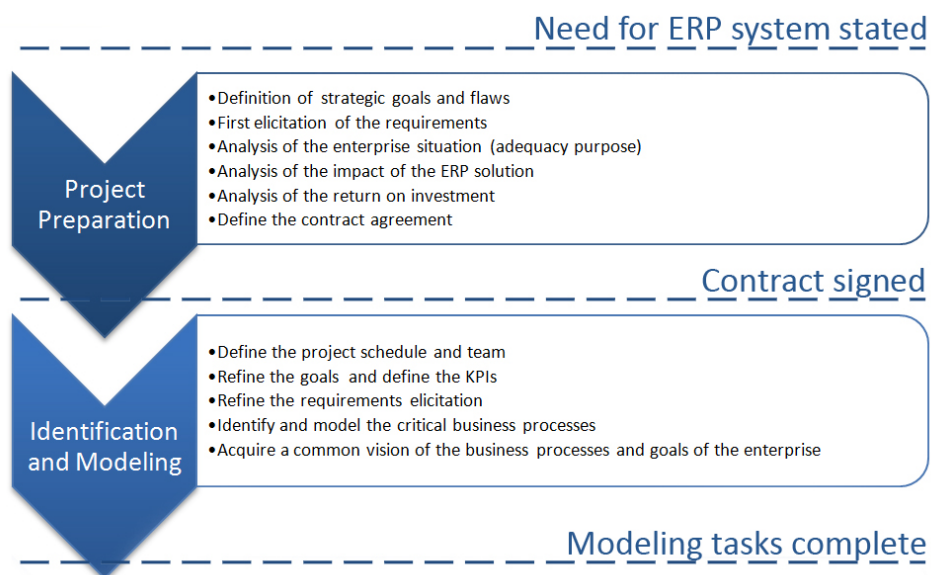 Need for ERP system stated
Project
Preparation
•Definition of strategic goals and flaws
•First elicitation of the requirements
•Analysis of the enterprise situation (adequacy purpose)
•Analysis of the impact of the ERP solution
•Analysis of the return on investment
•Define the contract agreement
Contract signed
Identification
and Modeling
•Define the project schedule and team
•Refine the goals and define the KPIs
•Refine the requirements elicitation
•Identify and model the critical business processes
•Acquire a common vision of the business processes and goals of the enterprise
Modeling tasks complete